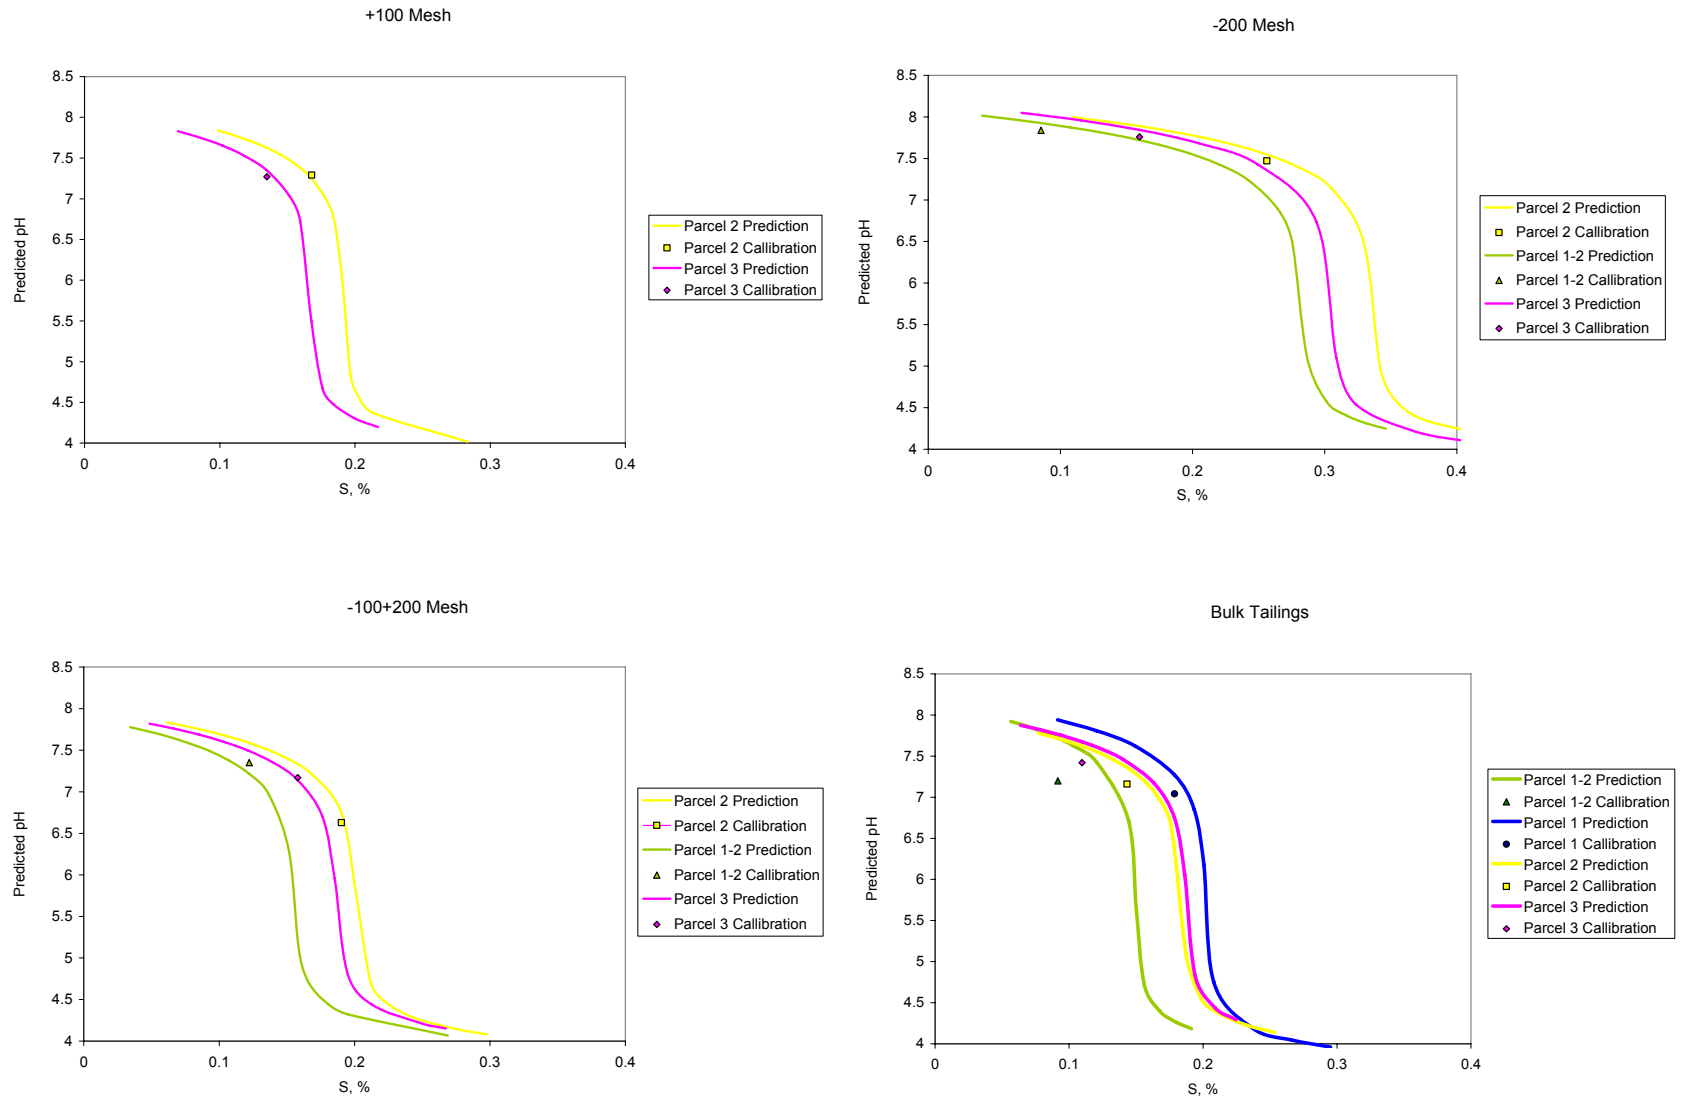 +100 Mesh
8.5
8
7.5
7
6.5
6
5.5
5
4.5
4
0
0.1
0.2
0.3
0.4
Predicted pH
S, %
Parcel 2 Prediction
Parcel 2 Callibration
Parcel 3 Prediction
Parcel 3 Callibration
-200 Mesh
8.5
8
7.5
7
6.5
6
5.5
5
4.5
4
0
0.1
0.2
0.3
0.4
Predicted pH
S, %
Parcel 2 Prediction
Parcel 2 Callibration
Parcel 1-2 Prediction
Parcel 1-2 Callibration
Parcel 3 Prediction
Parcel 3 Callibration
-100+200 Mesh
8.5
8
7.5
7
6.5
6
5.5
5
4.5
4
0
0.1
0.2
0.3
0.4
Predicted pH
S, %
Parcel 2 Prediction
Parcel 2 Callibration
Parcel 1-2 Prediction
Parcel 1-2 Callibration
Parcel 3 Prediction
Parcel 3 Callibration
Bulk Tailings
8.5
8
7.5
7
6.5
6
5.5
5
4.5
4
0
0.1
0.2
0.3
0.4
Predicted pH
S, %
Parcel 1-2 Prediction
Parcel 1-2 Callibration
Parcel 1 Prediction
Parcel 1 Callibration
Parcel 2 Prediction
Parcel 2 Callibration
Parcel 3 Prediction
Parcel 3 Callibration